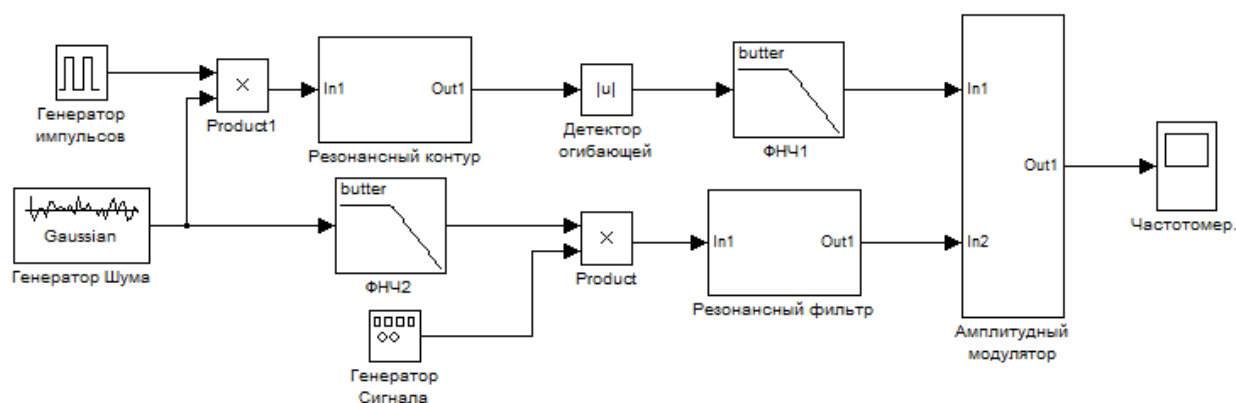 Генератор
импульсов
×
Product1
In1
Out1
Резонансный контур
|u|
Детектор
огибающей
butter
ФНЧ1
In1
In2
Out1
Амплитудный
модулятор
Частотомер.
Gaussian
Генератор Шума
butter
ФНЧ2
×
Product
In1
Out1
Резонансный фильтр
Генератор
Сигнала